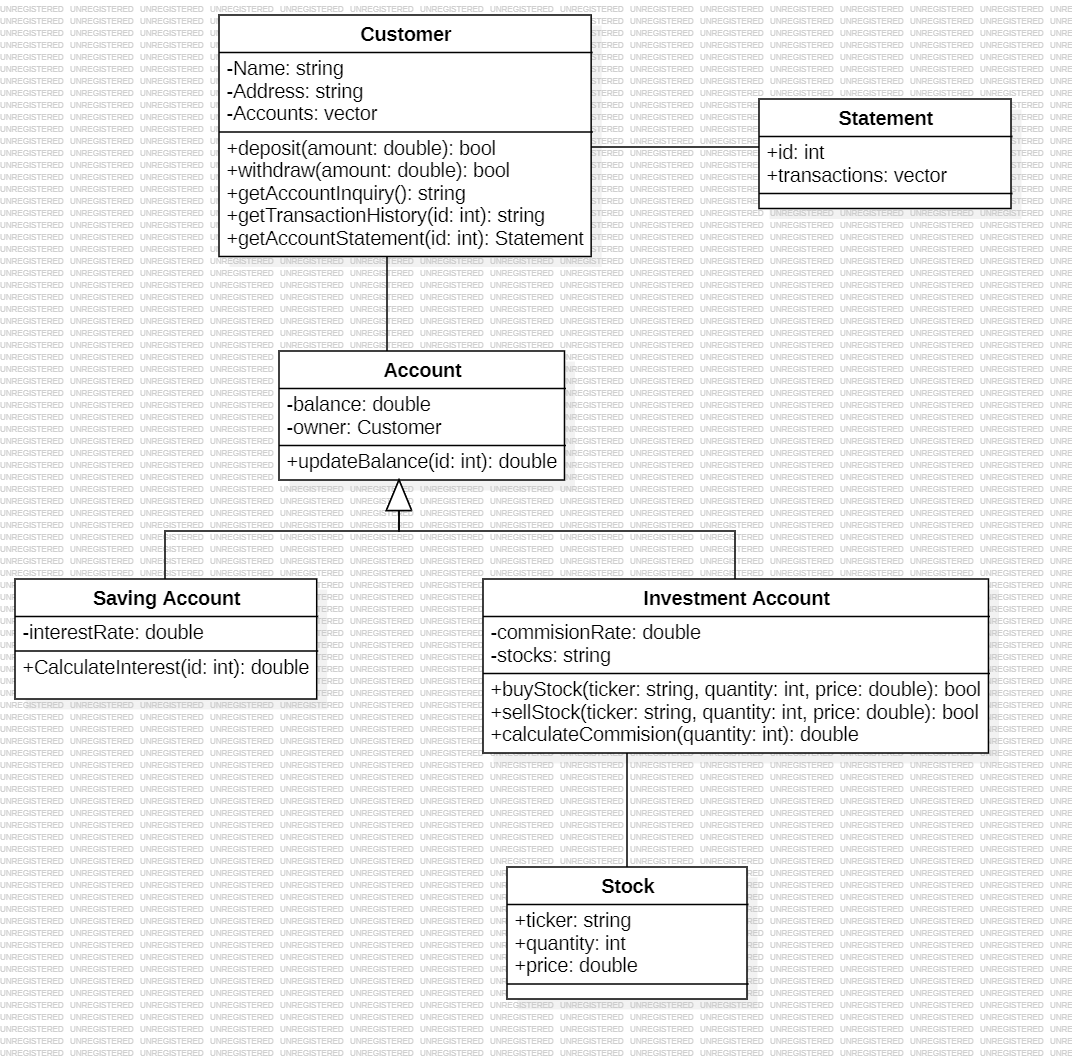 Customer
-Name: string
-Address: string
-Accounts: vector
+deposit(amount: double): bool
+withdraw(amount: double): bool
+getAccountInquiry(): string
+getTransactionHistory(id: int): string
+getAccountStatement(id: int): Statement
Statement
+id: int
+transactions: vector
Account
-balance: double
-owner: Customer
+updateBalance(id: int): double
Saving Account
-interestRate: double
+CalculateInterest(id: int): double
Investment Account
-commisionRate: double
-stocks: string
+buyStock(ticker: string, quantity: int, price: double): bool
+sellStock(ticker: string, quantity: int, price: double): bool
+calculateCommision(quantity: int): double
Stock
+ticker: string
+quantity: int
+price: double
UNREGISTERED